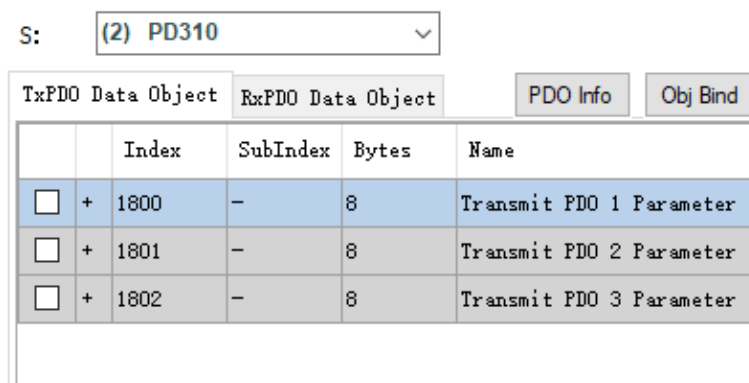 S: (2) PD310
TxPDO Data Object RxPDO Data Object PDO Info Obj Bind
Index SubIndex Bytes Name
+ 1800 – 8 Transmit PDO 1 Parameter
+ 1801 – 8 Transmit PDO 2 Parameter
+ 1802 – 8 Transmit PDO 3 Parameter